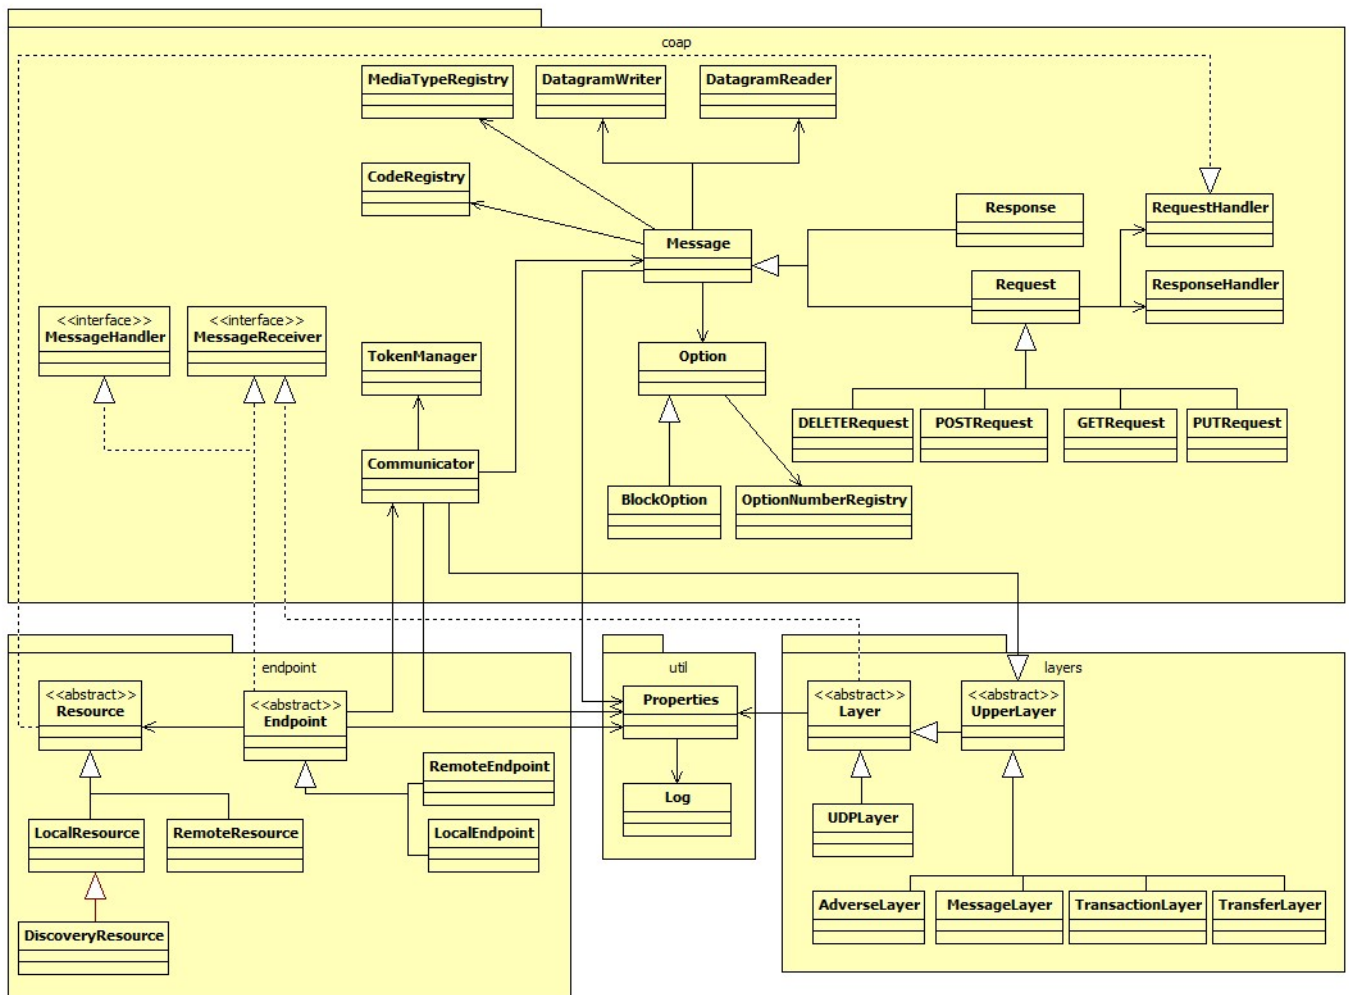 coap
MediaTypeRegistry
DatagramWriter
DatagramReader
CodeRegistry
Response
RequestHandler
Message
Request
ResponseHandler
<<interface>>
MessageHandler
<<interface>>
MessageReceiver
TokenManager
Option
DELETERequest
POSTRequest
GETRequest
PUTRequest
Communicator
BlockOption
OptionNumberRegistry
endpoint
<<abstract>>
Resource
<<abstract>>
Endpoint
RemoteEndpoint
LocalResource
RemoteResource
LocalEndpoint
DiscoveryResource
util
Properties
Log
layers
<<abstract>>
Layer
<<abstract>>
UpperLayer
UDPLayer
AdverseLayer
MessageLayer
TransactionLayer
TransferLayer